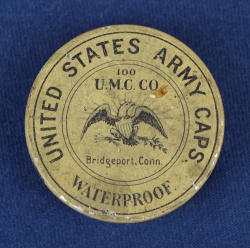 UNITED STATES ARMY CAPS
100
U.M.C. CO
Bridgeport, Conn.
WATERPROOF